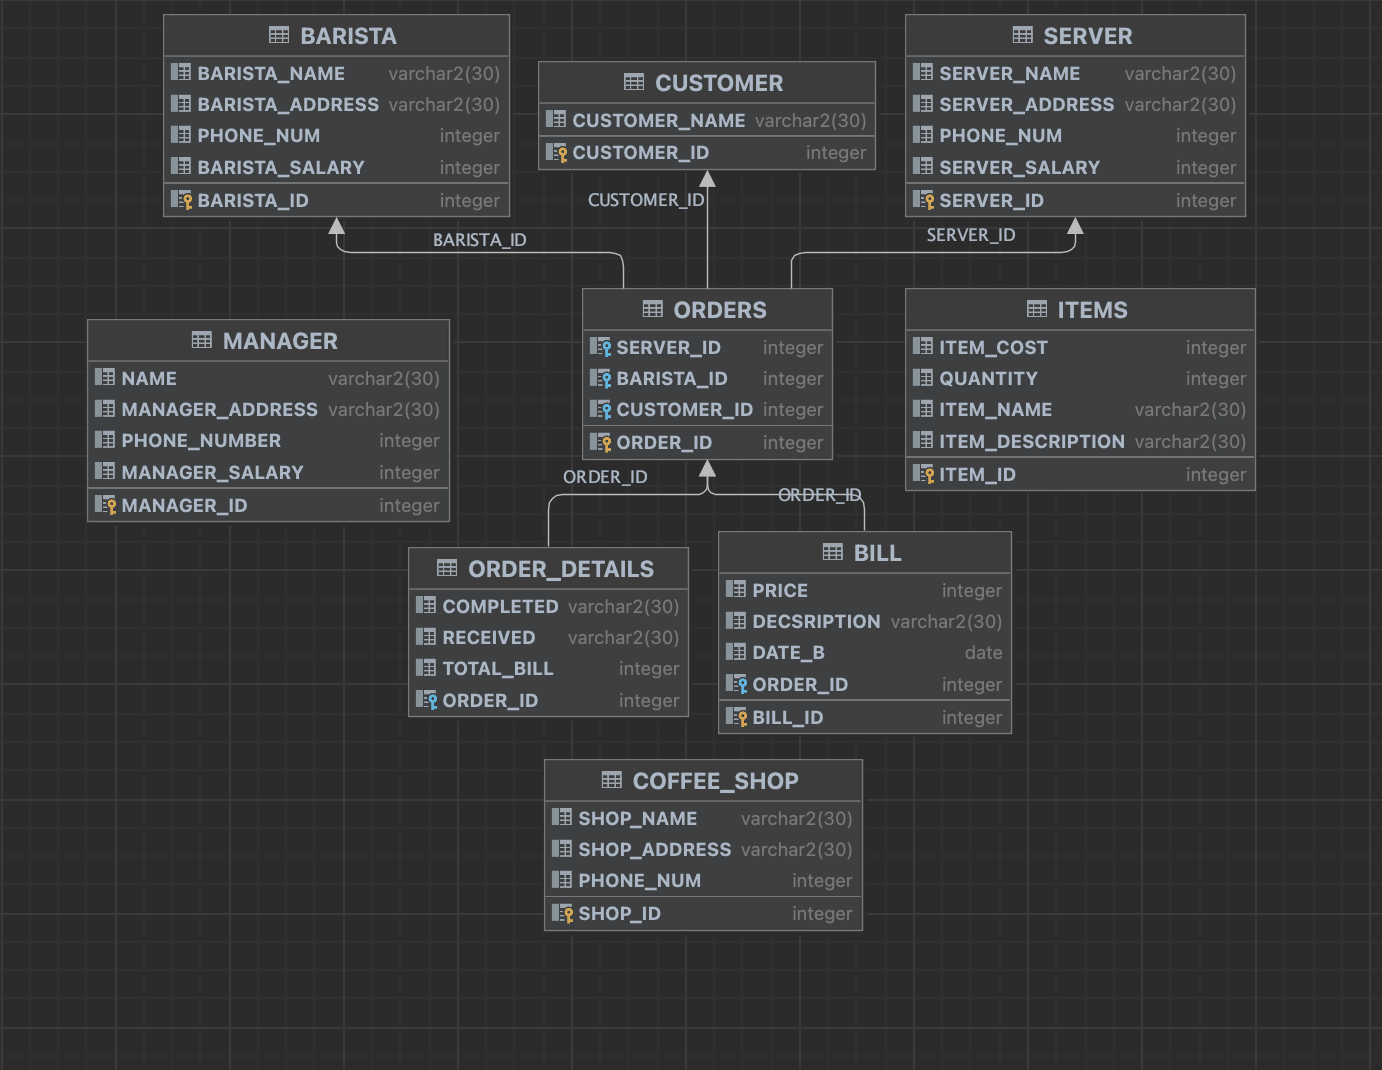 BARISTA
BARISTA_NAME varchar2(30)
BARISTA_ADDRESS varchar2(30)
PHONE_NUM integer
BARISTA_SALARY integer
BARISTA_ID integer
CUSTOMER
CUSTOMER_NAME varchar2(30)
CUSTOMER_ID integer
SERVER
SERVER_NAME varchar2(30)
SERVER_ADDRESS varchar2(30)
PHONE_NUM integer
SERVER_SALARY integer
SERVER_ID integer
BARISTA_ID
CUSTOMER_ID
SERVER_ID
MANAGER
NAME varchar2(30)
MANAGER_ADDRESS varchar2(30)
PHONE_NUMBER integer
MANAGER_SALARY integer
MANAGER_ID integer
ORDERS
SERVER_ID integer
BARISTA_ID integer
CUSTOMER_ID integer
ORDER_ID integer
ITEMS
ITEM_COST integer
QUANTITY integer
ITEM_NAME varchar2(30)
ITEM_DESCRIPTION varchar2(30)
ITEM_ID integer
ORDER_ID
ORDER_ID
ORDER_DETAILS
COMPLETED varchar2(30)
RECEIVED varchar2(30)
TOTAL_BILL integer
ORDER_ID integer
BILL
PRICE integer
DECSRIPTION varchar2(30)
DATE_B date
ORDER_ID integer
BILL_ID integer
COFFEE_SHOP
SHOP_NAME varchar2(30)
SHOP_ADDRESS varchar2(30)
PHONE_NUM integer
SHOP_ID integer